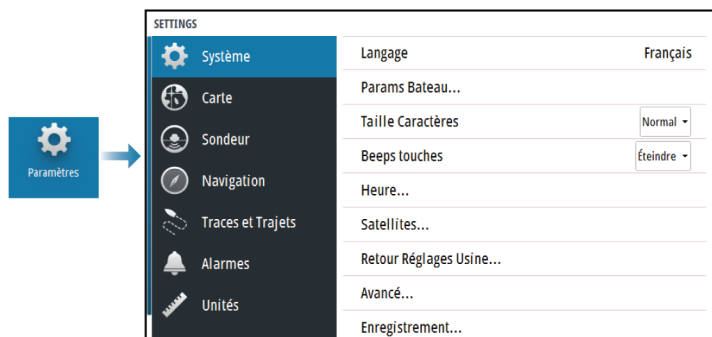 SETTINGS
Paramètres
Système
Carte
Sondeur
Navigation
Traces et Trajets
Alarmes
Unités
Langage Français
Params Bateau...
Taille Caractères Normal
Beeps touches Éteindre
Heure...
Satellites...
Retour Réglages Usine...
Avancé...
Enregistrement...